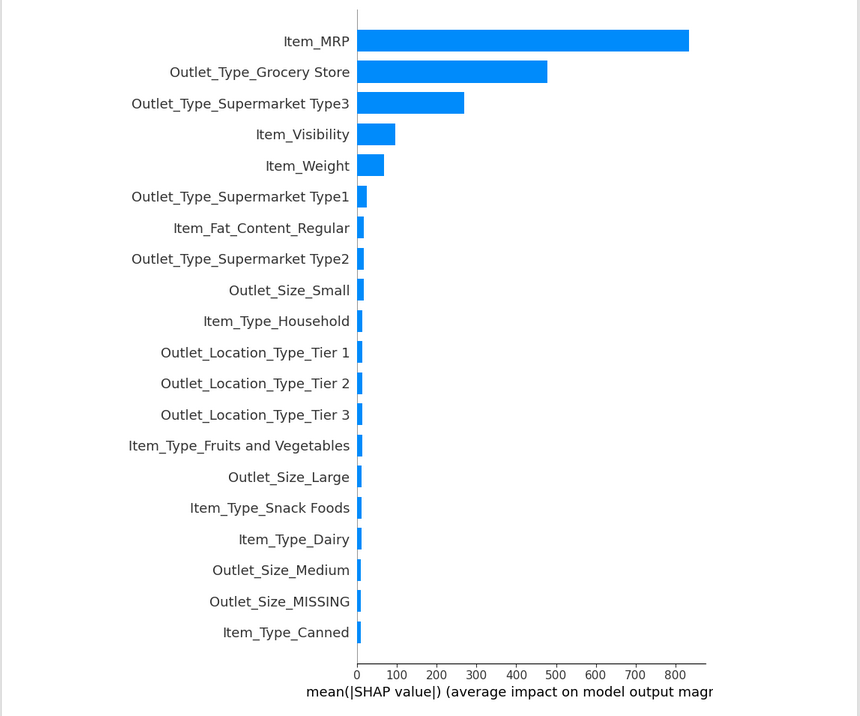 Item_MRP
Outlet_Type_Grocery Store
Outlet_Type_Supermarket Type3
Item_Visibility
Item_Weight
Outlet_Type_Supermarket Type1
Item_Fat_Content_Regular
Outlet_Type_Supermarket Type2
Outlet_Size_Small
Item_Type_Household
Outlet_Location_Type_Tier 1
Outlet_Location_Type_Tier 2
Outlet_Location_Type_Tier 3
Item_Type_Fruits and Vegetables
Outlet_Size_Large
Item_Type_Snack Foods
Item_Type_Dairy
Outlet_Size_Medium
Outlet_Size_MISSING
Item_Type_Canned
0 100 200 300 400 500 600 700 800
mean(|SHAP value|) (average impact on model output magr